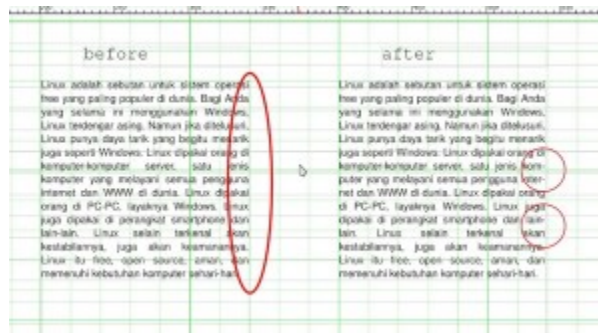 before
Linux adalah sebutan untuk sistem operasi
free yang paling populer di dunia. Bagi Anda
yang selama ini menggunakan Windows,
Linux terdengar asing. Namun jika ditelusuri,
Linux punya daya tarik yang begitu menarik
juga seperti Windows. Linux dipakai orang di
komputer-komputer server, satu jenis
komputer yang melayani semua pengguna
internet dan WWW di dunia. Linux dipakai
orang di PC-PC, layaknya Windows. Linux
juga dipakai di perangkat smartphone dan
lain-lain. Linux selain terkenal akan
kestabilannya, juga akan keamanannya.
Linux itu free, open source, aman, dan
memenuhi kebutuhan komputer sehari-hari.
after
Linux adalah sebutan untuk sistem operasi
free yang paling populer di dunia. Bagi Anda
yang selama ini menggunakan Windows,
Linux terdengar asing. Namun jika ditelusuri,
Linux punya daya tarik yang begitu menarik
juga seperti Windows. Linux dipakai orang di
komputer-komputer server, satu jenis kom-
puter yang melayani semua pengguna inter-
net dan WWW di dunia. Linux dipakai orang
di PC-PC, layaknya Windows. Linux juga
dipakai di perangkat smartphone dan lain-
lain. Linux selain terkenal akan
kestabilannya, juga akan keamanannya.
Linux itu free, open source, aman, dan
memenuhi kebutuhan komputer sehari-hari.